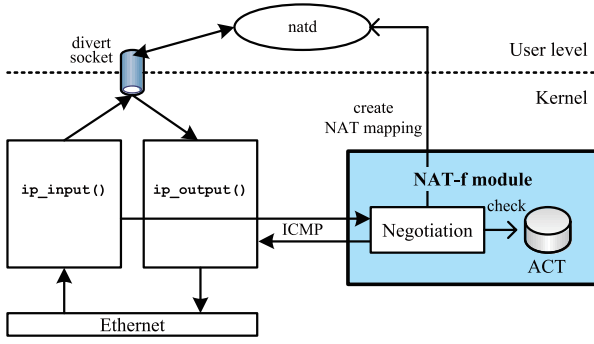 natd
divert
socket
User level
Kernel
create
NAT mapping
NAT-f module
ip_input()
ip_output()
check
ICMP
Negotiation
ACT
Ethernet